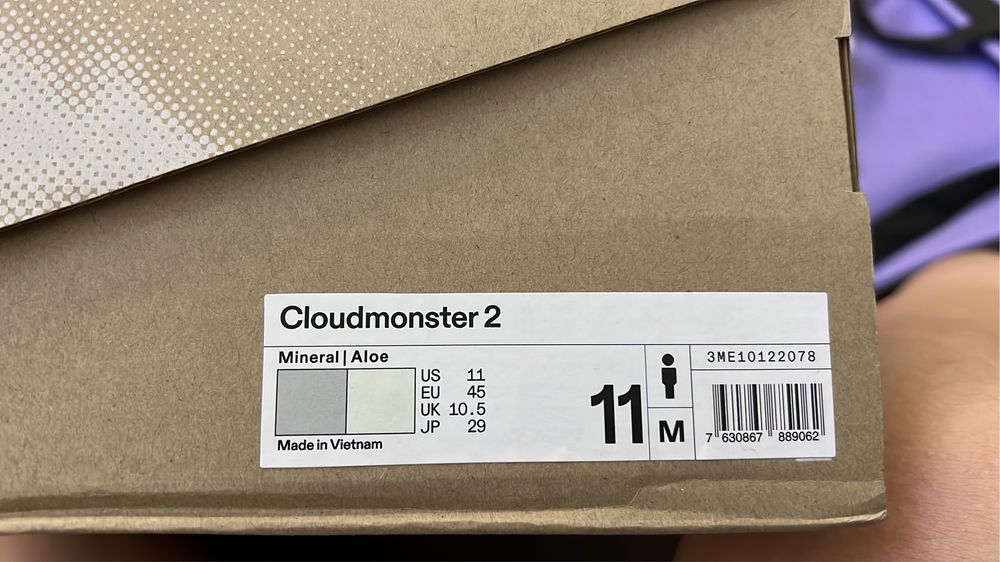 Cloudmonster 2
Mineral | Aloe
US 11
EU 45
UK 10.5
JP 29
Made in Vietnam
11
M
3ME10122078
7 630867 889062